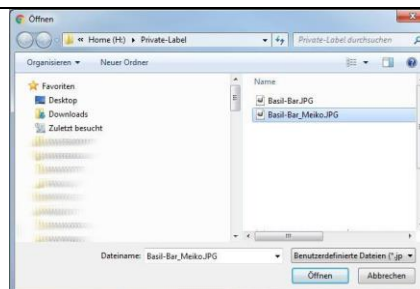 Öffnen
« Home (H:) ▸ Private-Label
Private-Label durchsuchen
Organisieren ▾ Neuer Ordner
Favoriten
Desktop
Downloads
Zuletzt besucht
Name
Basil-Bar.JPG
Basil-Bar_Meiko.JPG
Dateiname: Basil-Bar_Meiko.JPG
Benutzerdefinierte Dateien (*.jp
Öffnen Abbrechen